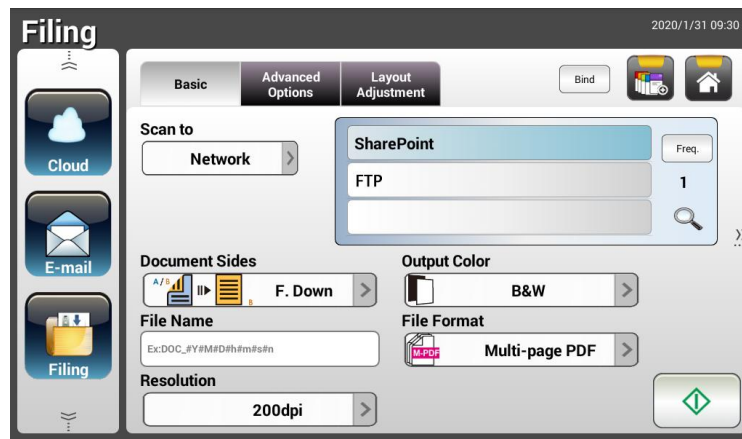 Filing
2020/1/31 09:30
Basic
Advanced
Options
Layout
Adjustment
Bind
Cloud
E-mail
Filing
Scan to
Network
SharePoint
FTP
Freq.
1
Document Sides
A/B
B
F. Down
Output Color
B&W
File Name
Ex:DOC_#Y#M#D#h#m#s#n
File Format
M-PDF
Multi-page PDF
Resolution
200dpi